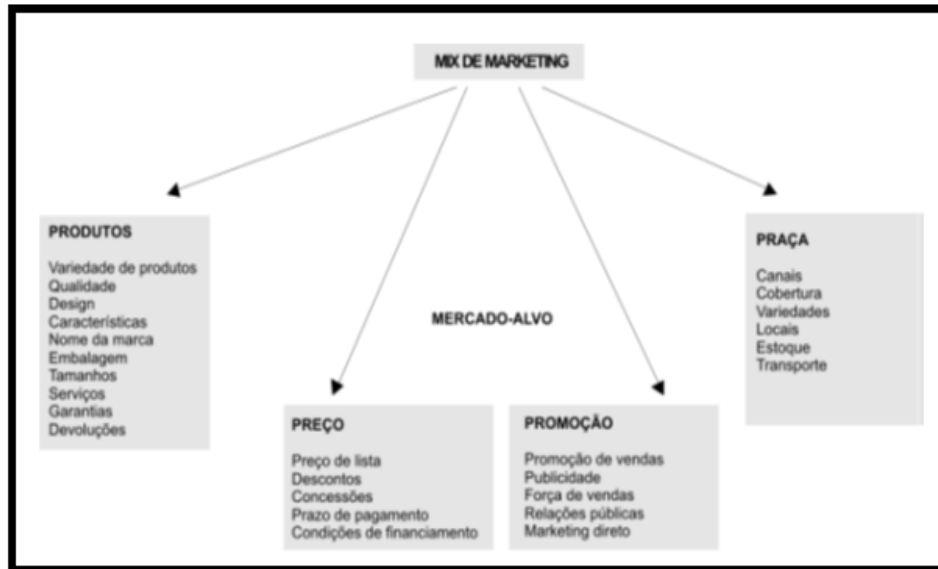 MIX DE MARKETING
PRODUTOS
Variedade de produtos
Qualidade
Design
Características
Nome da marca
Embalagem
Tamanhos
Serviços
Garantias
Devoluções
MERCADO-ALVO
PREÇO
Preço de lista
Descontos
Concessões
Prazo de pagamento
Condições de financiamento
PROMOÇÃO
Promoção de vendas
Publicidade
Força de vendas
Relações públicas
Marketing direto
PRAÇA
Canais
Cobertura
Variedades
Locais
Estoque
Transporte